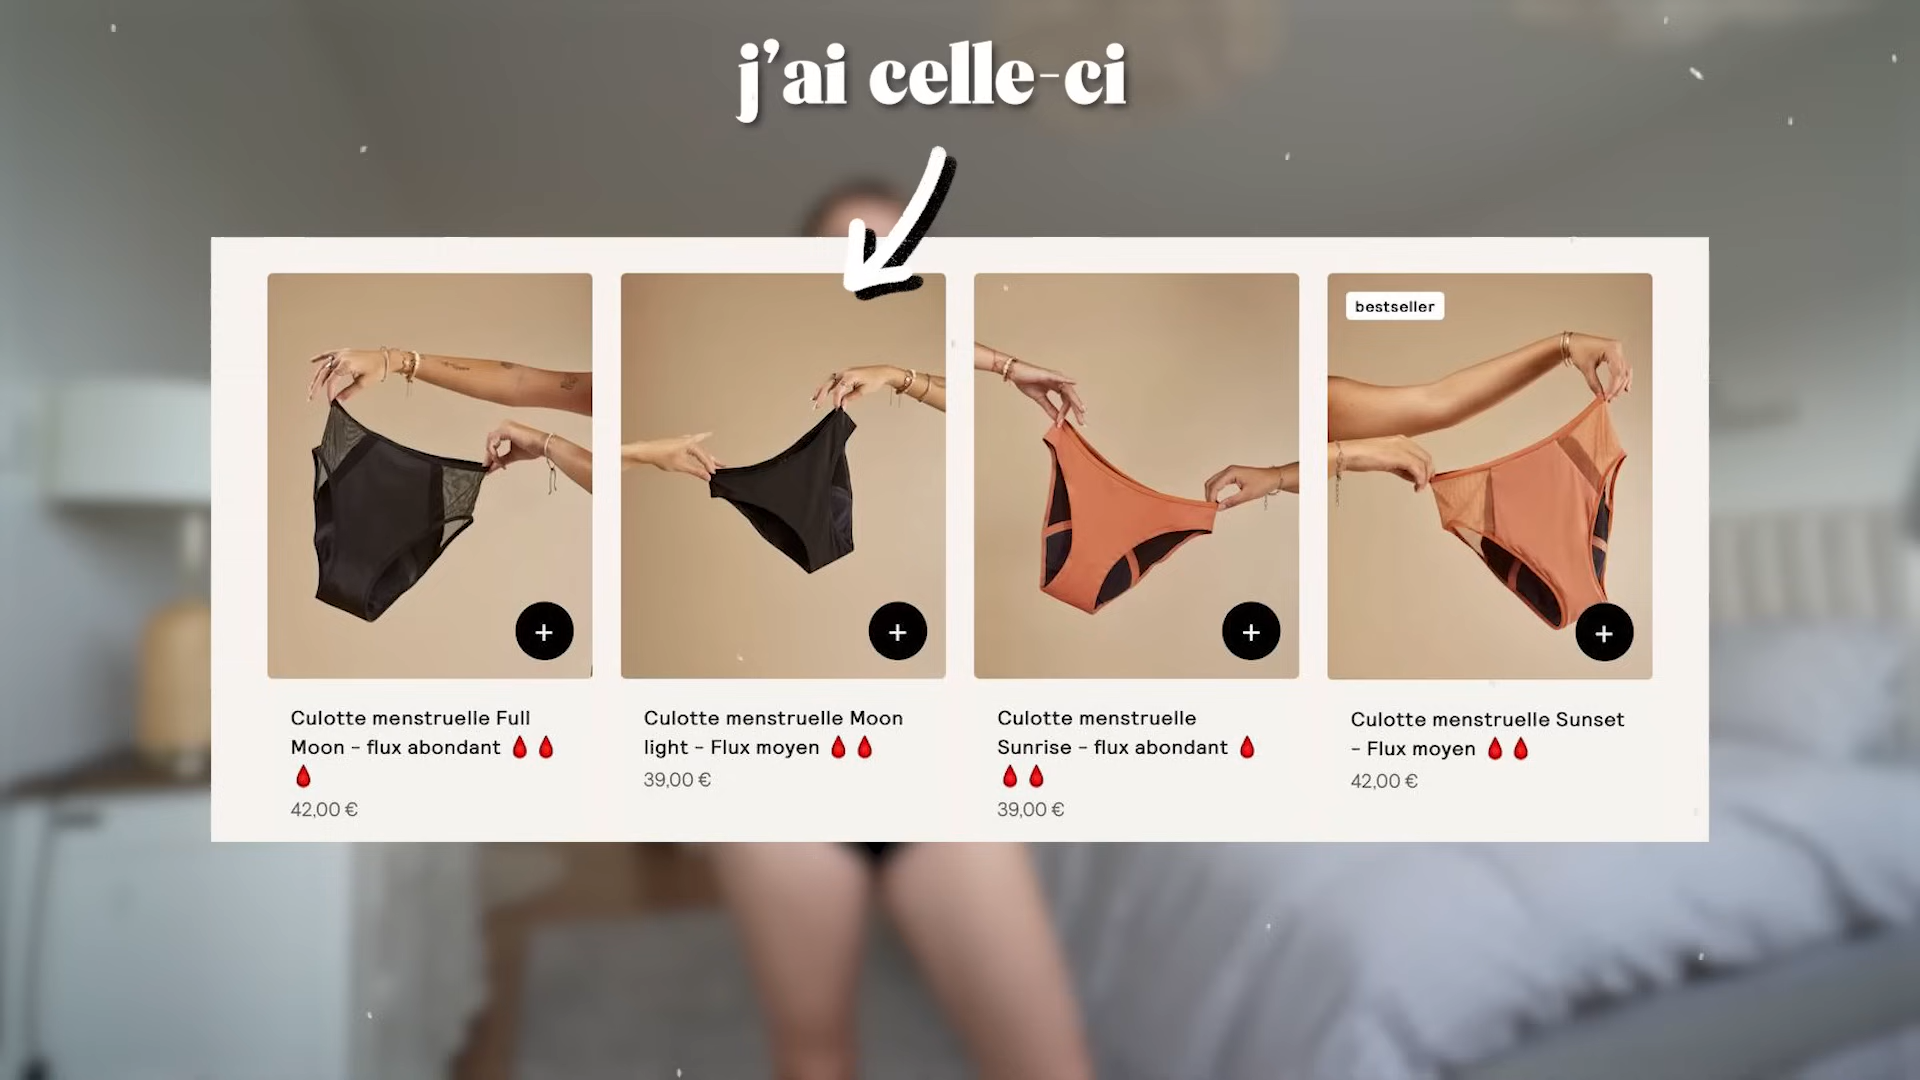 j'ai celle-ci
bestseller
Culotte menstruelle Full
Moon - flux abondant 🩸🩸
🩸
42,00 €
Culotte menstruelle Moon
light - Flux moyen 🩸🩸
39,00 €
Culotte menstruelle
Sunrise - flux abondant 🩸
🩸🩸
39,00 €
Culotte menstruelle Sunset
- Flux moyen 🩸🩸
42,00 €